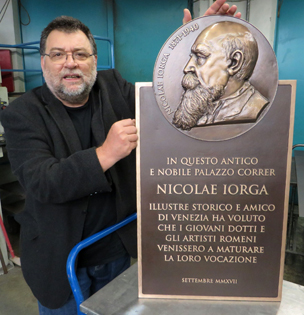 NICOLAE IORGA
IN QUESTO ANTICO
E NOBILE PALAZZO CORRER
NICOLAE IORGA
ILLUSTRE STORICO E AMICO
DI VENEZIA HA VOLUTO
CHE I GIOVANI DOTTI E
GLI ARTISTI ROMENI
VENISSERO A MATURARE
LA LORO VOCAZIONE
SETTEMBRE MMXVII